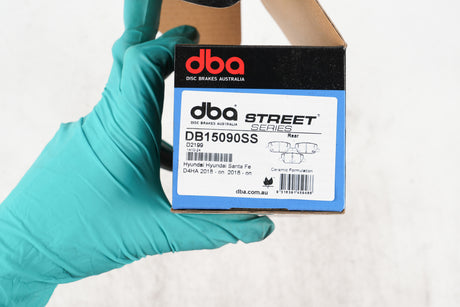 dba
DISC BRAKES AUSTRALIA
dba STREET
DISC BRAKES AUSTRALIA SERIES
DB15090SS Rear
D2199
Hyundai Hyundai Santa Fe
D4HA 2018 - on, 2018 - on
Ceramic Formulation
dba.com.au